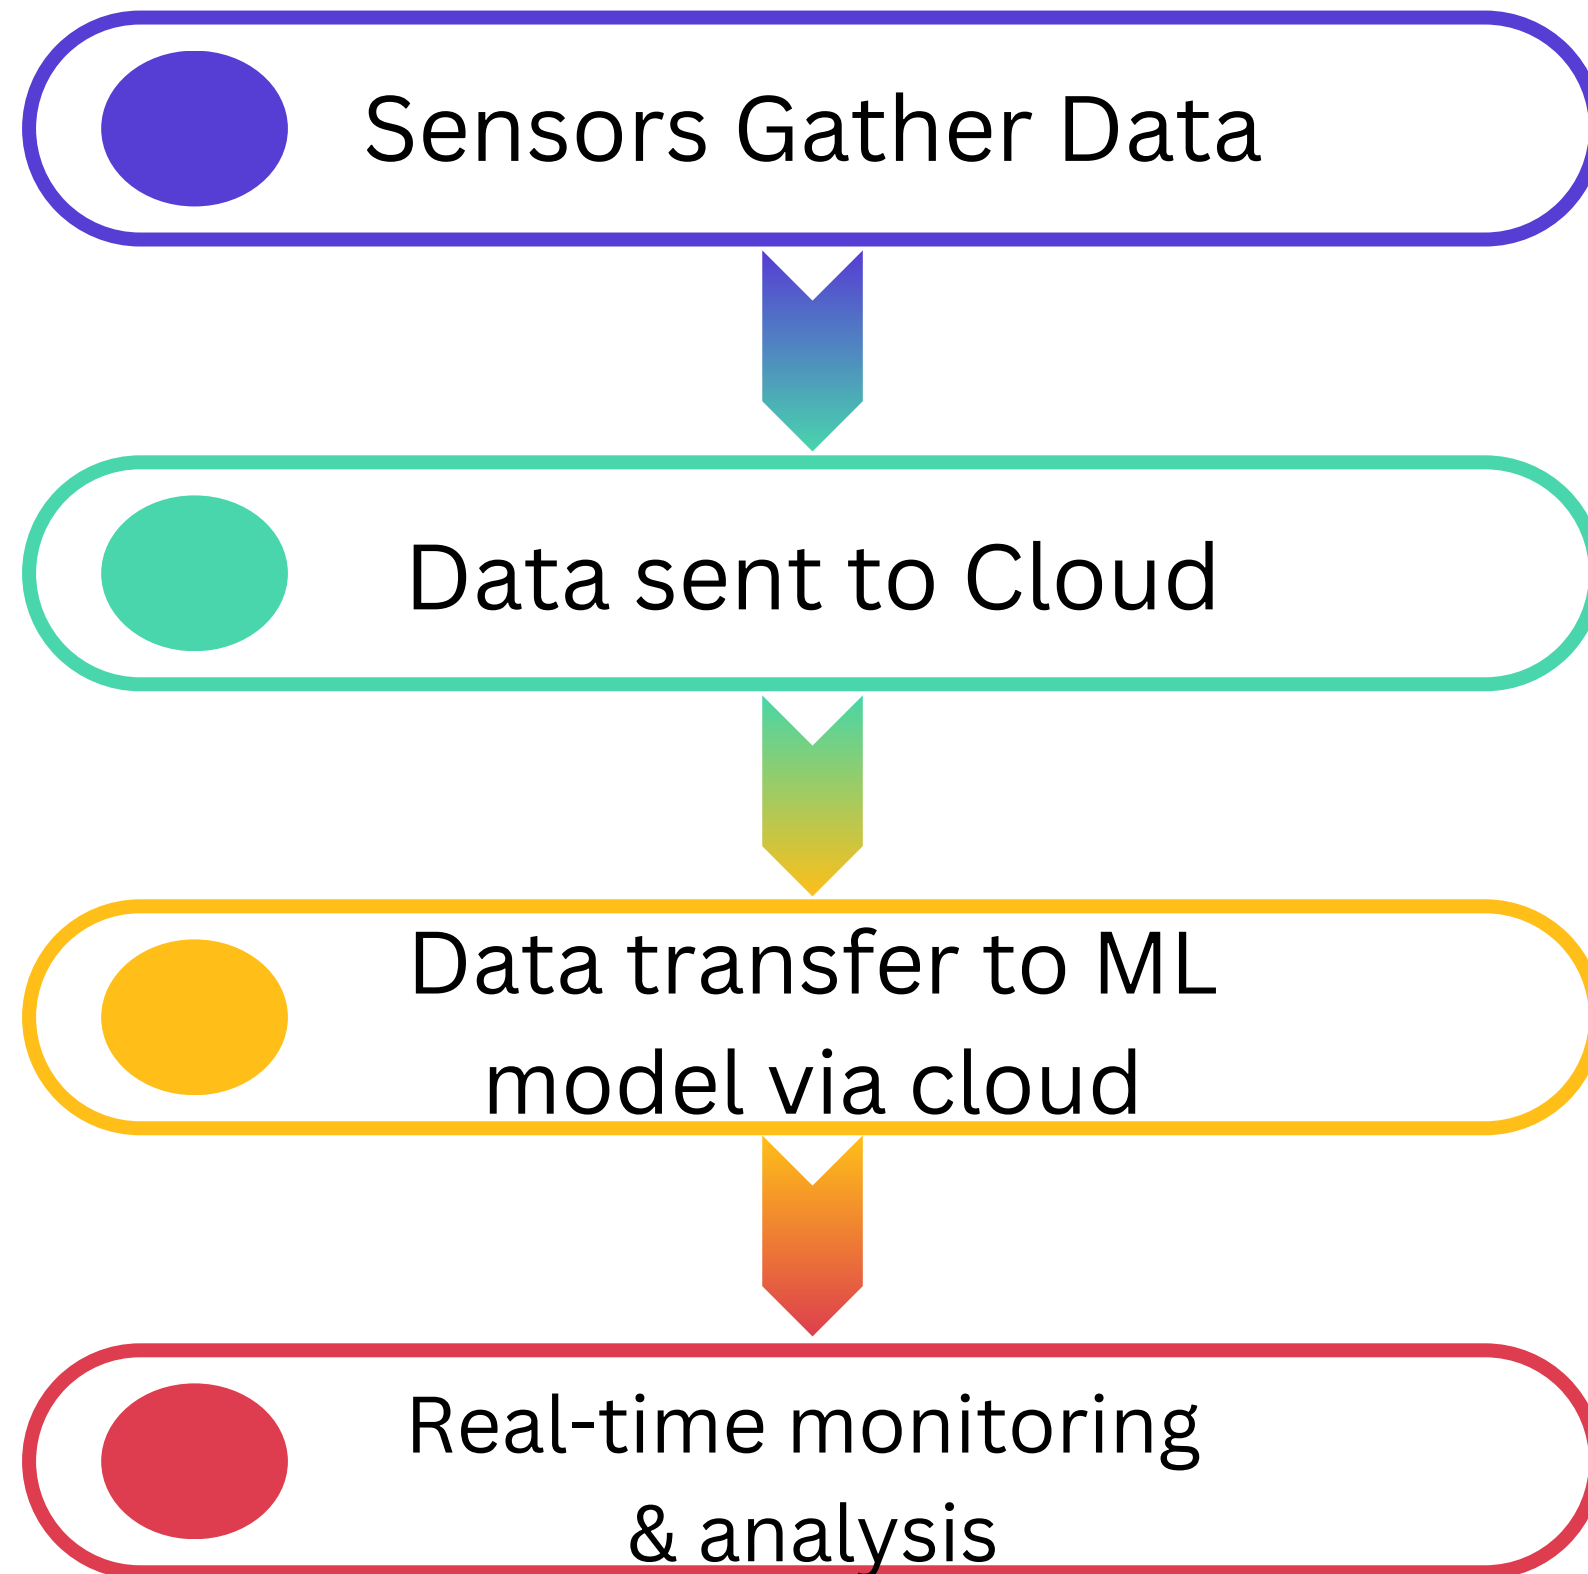 Sensors Gather Data
Data sent to Cloud
Data transfer to ML
model via cloud
Real-time monitoring
& analysis